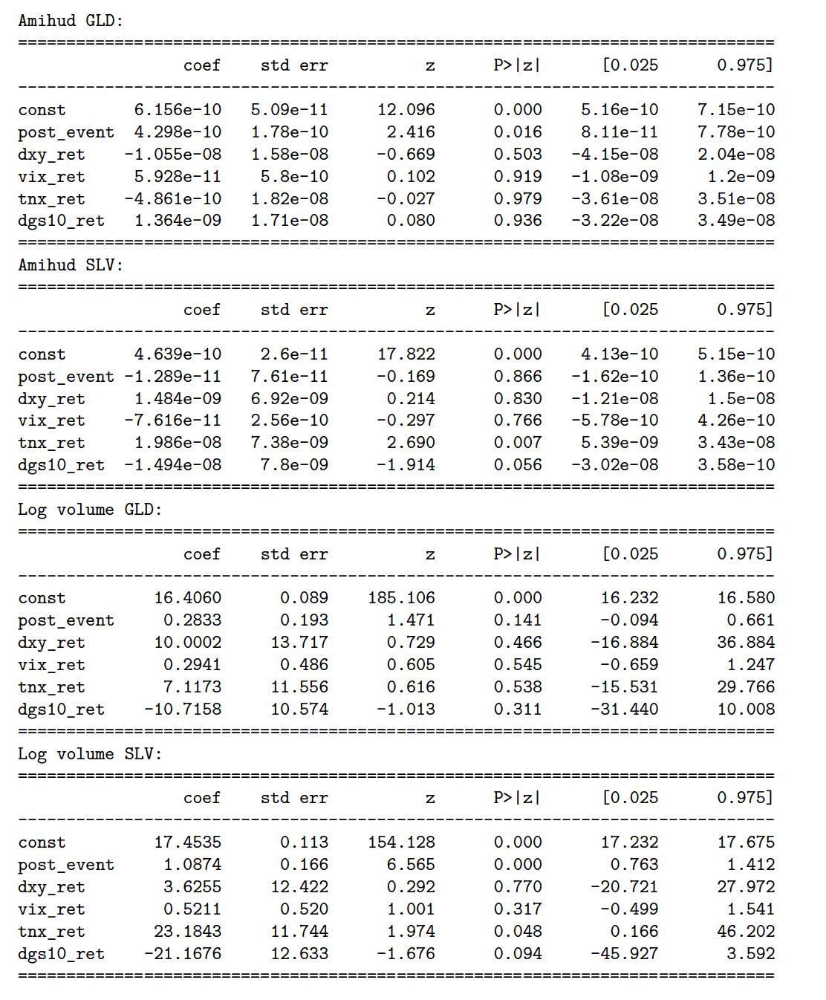 Amihud GLD:
==============================================================================
                 coef    std err          z      P>|z|      [0.025      0.975]
------------------------------------------------------------------------------
const       6.156e-10   5.09e-11     12.096      0.000    5.16e-10    7.15e-10
post_event  4.298e-10   1.78e-10      2.416      0.016    8.11e-11    7.78e-10
dxy_ret    -1.055e-08   1.58e-08     -0.669      0.503   -4.15e-08    2.04e-08
vix_ret     5.928e-11    5.8e-10      0.102      0.919   -1.08e-09     1.2e-09
tnx_ret    -4.861e-10   1.82e-08     -0.027      0.979   -3.61e-08    3.51e-08
dgs10_ret   1.364e-09   1.71e-08      0.080      0.936   -3.22e-08    3.49e-08
==============================================================================
Amihud SLV:
==============================================================================
                 coef    std err          z      P>|z|      [0.025      0.975]
------------------------------------------------------------------------------
const       4.639e-10    2.6e-11     17.822      0.000    4.13e-10    5.15e-10
post_event -1.289e-11   7.61e-11     -0.169      0.866   -1.62e-10    1.36e-10
dxy_ret     1.484e-09   6.92e-09      0.214      0.830   -1.21e-08     1.5e-08
vix_ret    -7.616e-11   2.56e-10     -0.297      0.766   -5.78e-10    4.26e-10
tnx_ret     1.986e-08   7.38e-09      2.690      0.007    5.39e-09    3.43e-08
dgs10_ret  -1.494e-08    7.8e-09     -1.914      0.056   -3.02e-08    3.58e-10
==============================================================================
Log volume GLD:
==============================================================================
                 coef    std err          z      P>|z|      [0.025      0.975]
------------------------------------------------------------------------------
const         16.4060      0.089    185.106      0.000      16.232      16.580
post_event     0.2833      0.193      1.471      0.141      -0.094       0.661
dxy_ret       10.0002     13.717      0.729      0.466     -16.884      36.884
vix_ret        0.2941      0.486      0.605      0.545      -0.659       1.247
tnx_ret        7.1173     11.556      0.616      0.538     -15.531      29.766
dgs10_ret    -10.7158     10.574     -1.013      0.311     -31.440      10.008
==============================================================================
Log volume SLV:
==============================================================================
                 coef    std err          z      P>|z|      [0.025      0.975]
------------------------------------------------------------------------------
const         17.4535      0.113    154.128      0.000      17.232      17.675
post_event     1.0874      0.166      6.565      0.000       0.763       1.412
dxy_ret        3.6255     12.422      0.292      0.770     -20.721      27.972
vix_ret        0.5211      0.520      1.001      0.317      -0.499       1.541
tnx_ret       23.1843     11.744      1.974      0.048       0.166      46.202
dgs10_ret    -21.1676     12.633     -1.676      0.094     -45.927       3.592
==============================================================================